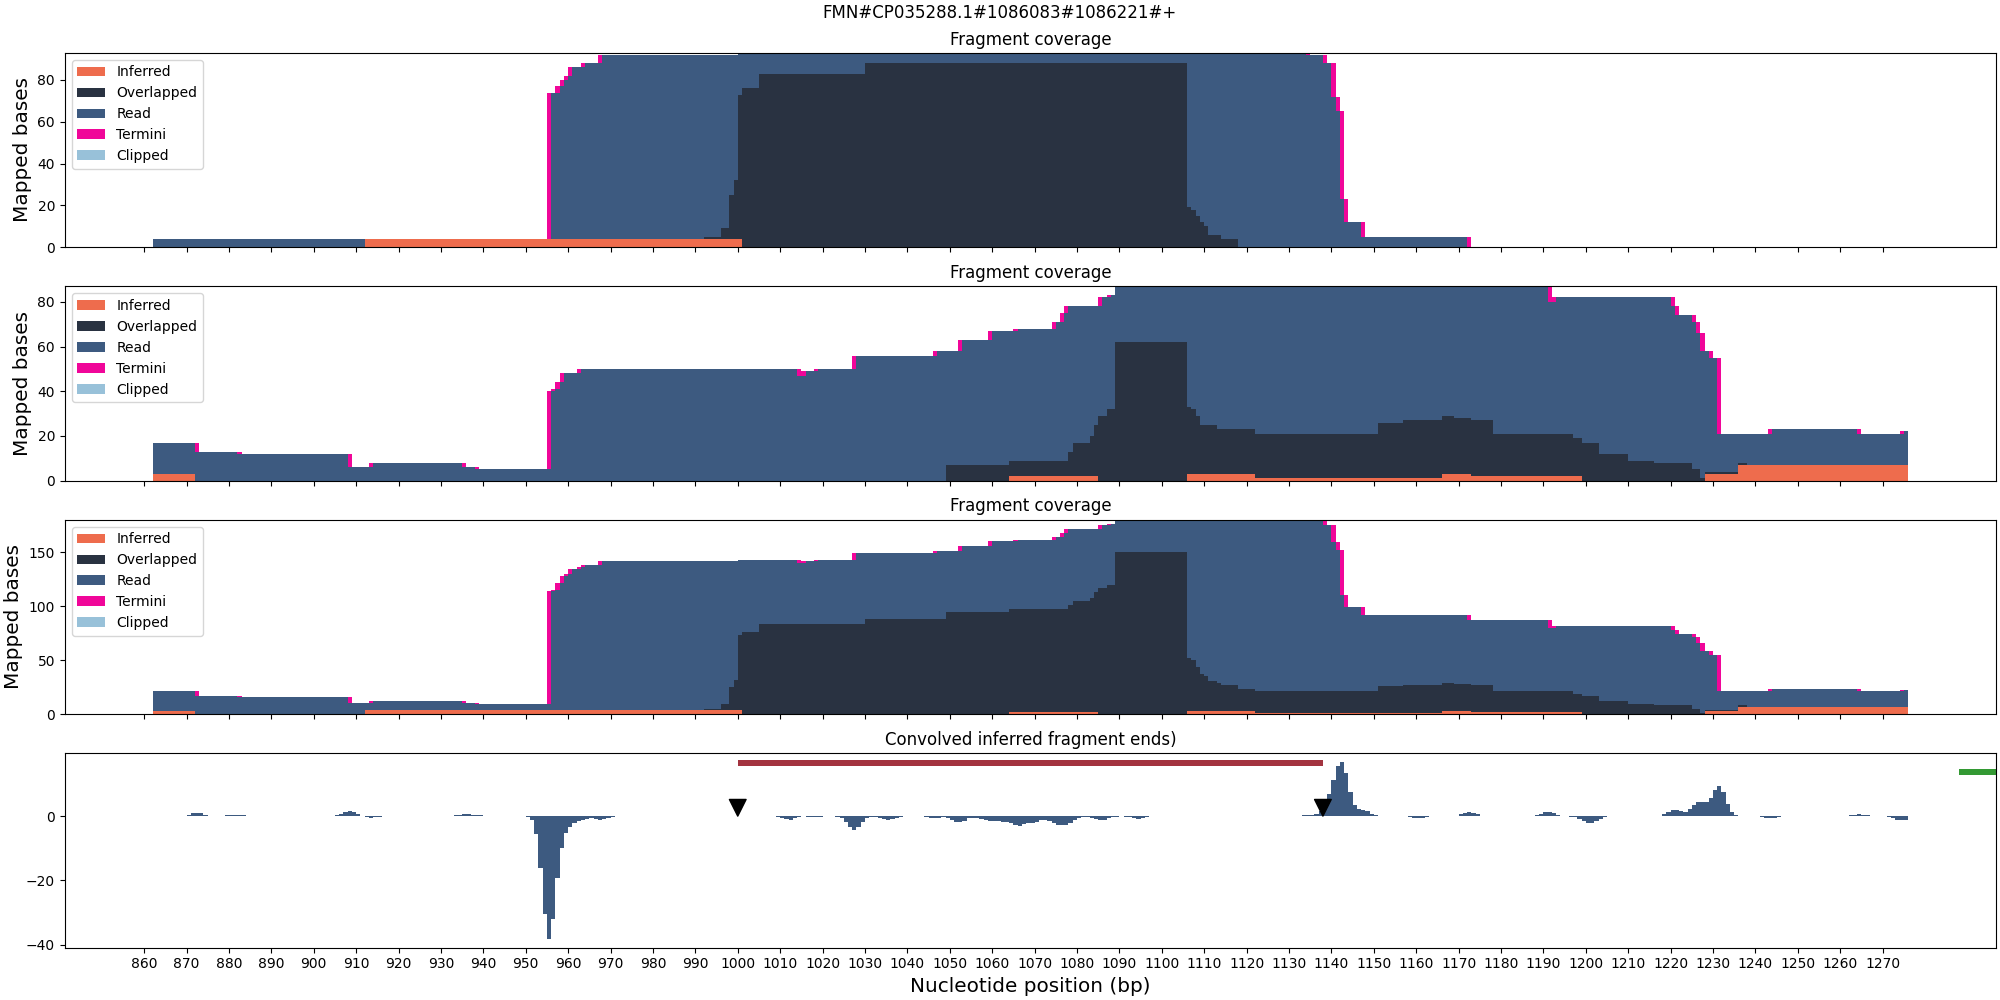 FMN#CP035288.1#1086083#1086221#+
Fragment coverage
Mapped bases
80
60
40
20
0
Inferred
Overlapped
Read
Termini
Clipped
Fragment coverage
Mapped bases
80
60
40
20
0
Inferred
Overlapped
Read
Termini
Clipped
Fragment coverage
Mapped bases
150
100
50
0
Inferred
Overlapped
Read
Termini
Clipped
Convolved inferred fragment ends)
0
−20
−40
860 870 880 890 900 910 920 930 940 950 960 970 980 990 1000 1010 1020 1030 1040 1050 1060 1070 1080 1090 1100 1110 1120 1130 1140 1150 1160 1170 1180 1190 1200 1210 1220 1230 1240 1250 1260 1270
Nucleotide position (bp)